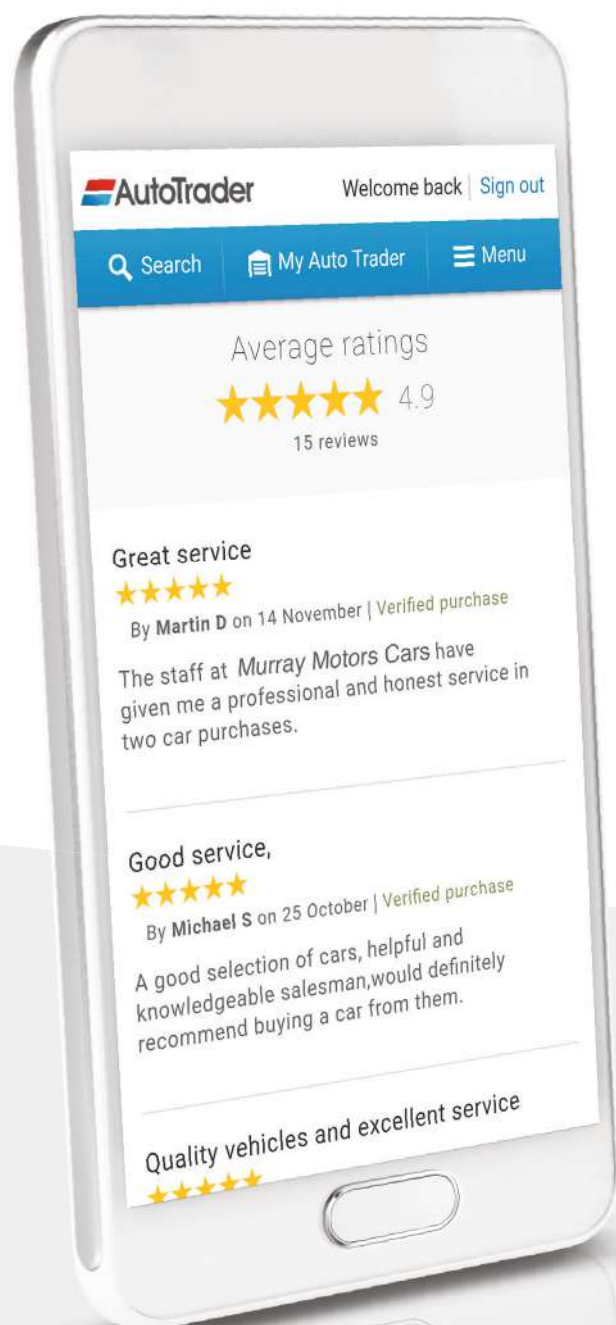 AutoTrader Welcome back | Sign out
Search My Auto Trader Menu
Average ratings
4.9
15 reviews
Great service
By Martin D on 14 November | Verified purchase
The staff at Murray Motors Cars have
given me a professional and honest service in
two car purchases.
Good service,
By Michael S on 25 October | Verified purchase
A good selection of cars, helpful and
knowledgeable salesman,would definitely
recommend buying a car from them.
Quality vehicles and excellent service